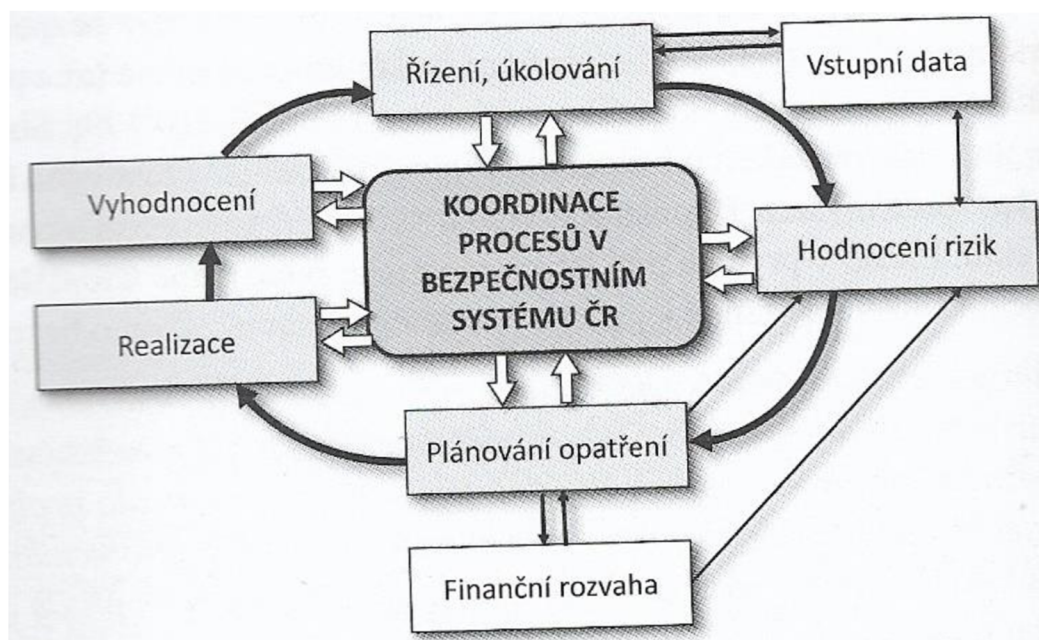 Řízení, úkolování
Vstupní data
Vyhodnocení
KOORDINACE
PROCESŮ V
BEZPEČNOSTNÍM
SYSTÉMU ČR
Hodnocení rizik
Realizace
Plánování opatření
Finanční rozvaha